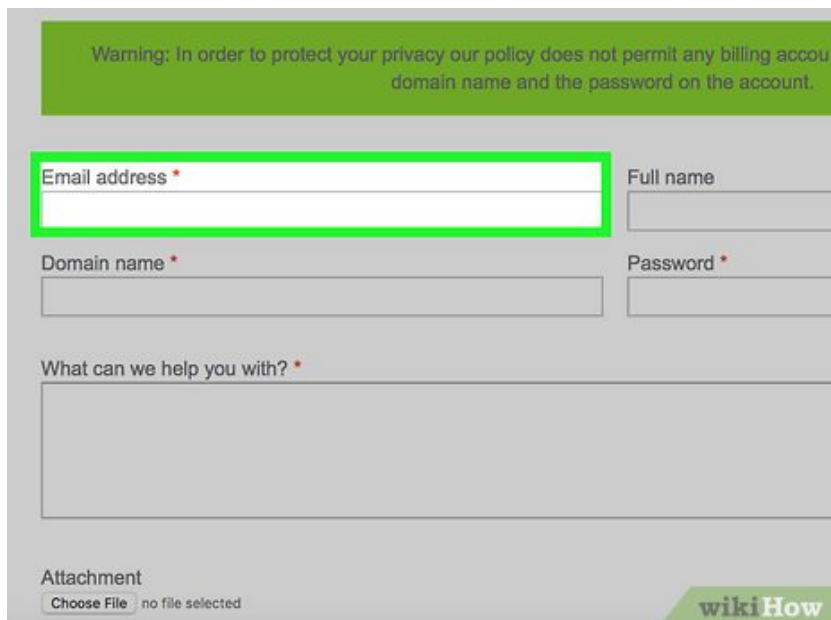 Warning: In order to protect your privacy our policy does not permit any billing
domain name and the password on the account.
Email address *
Full name
Domain name *
Password *
What can we help you with? *
Attachment
Choose File no file selected
wikiHow